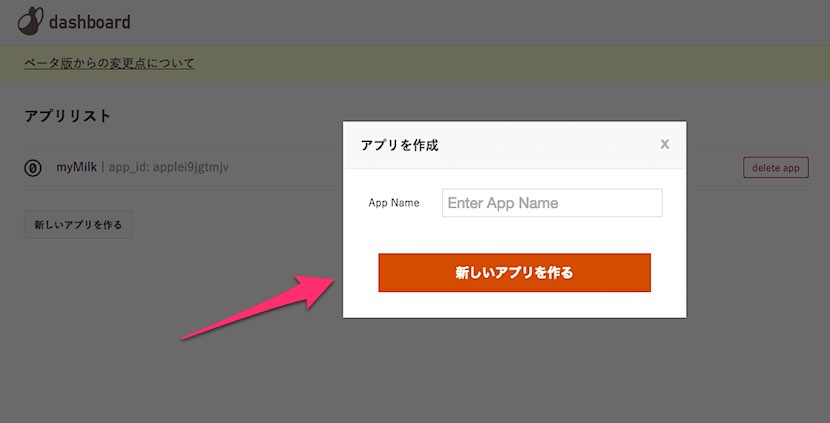 dashboard
ベータ版からの変更点について
アプリリスト
myMilk | app_id: applei9jgtmjv
delete app
新しいアプリを作る
アプリを作成
x
App Name
Enter App Name
新しいアプリを作る